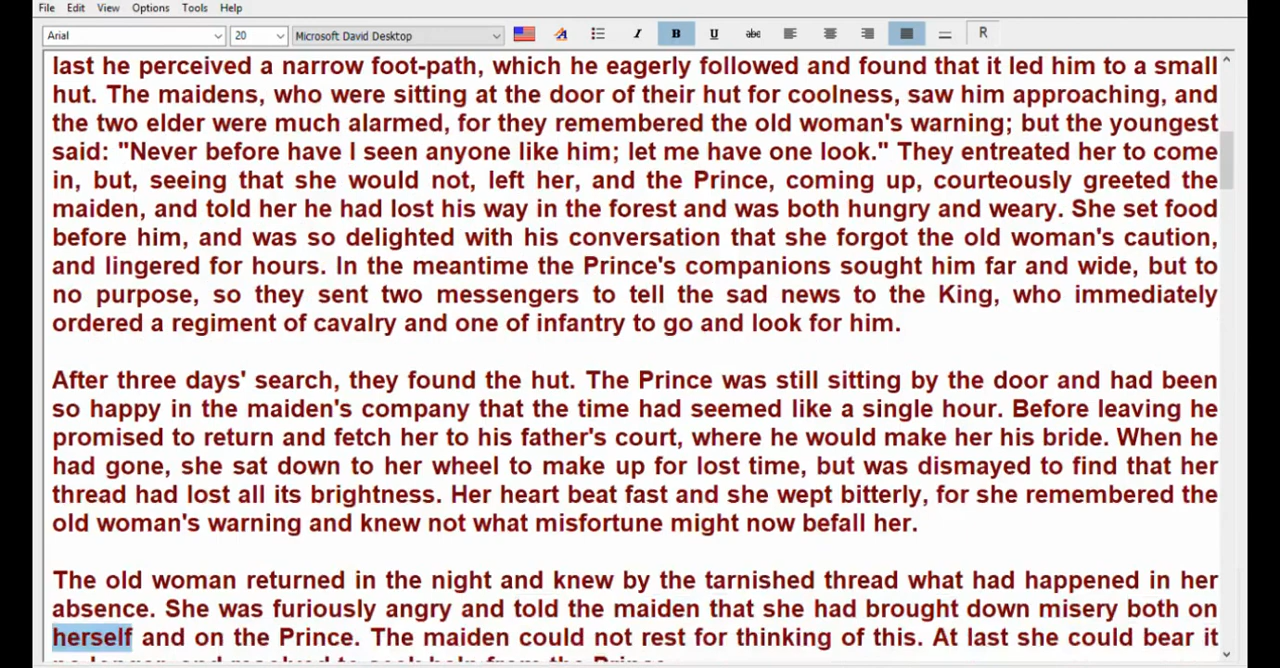 File Edit View Options Tools Help
Arial 20 Microsoft David Desktop A I B U abc R
last he perceived a narrow foot-path, which he eagerly followed and found that it led him to a small
hut. The maidens, who were sitting at the door of their hut for coolness, saw him approaching, and
the two elder were much alarmed, for they remembered the old woman's warning; but the youngest
said: "Never before have I seen anyone like him; let me have one look." They entreated her to come
in, but, seeing that she would not, left her, and the Prince, coming up, courteously greeted the
maiden, and told her he had lost his way in the forest and was both hungry and weary. She set food
before him, and was so delighted with his conversation that she forgot the old woman's caution,
and lingered for hours. In the meantime the Prince's companions sought him far and wide, but to
no purpose, so they sent two messengers to tell the sad news to the King, who immediately
ordered a regiment of cavalry and one of infantry to go and look for him.
After three days' search, they found the hut. The Prince was still sitting by the door and had been
so happy in the maiden's company that the time had seemed like a single hour. Before leaving he
promised to return and fetch her to his father's court, where he would make her his bride. When he
had gone, she sat down to her wheel to make up for lost time, but was dismayed to find that her
thread had lost all its brightness. Her heart beat fast and she wept bitterly, for she remembered the
old woman's warning and knew not what misfortune might now befall her.
The old woman returned in the night and knew by the tarnished thread what had happened in her
absence. She was furiously angry and told the maiden that she had brought down misery both on
herself and on the Prince. The maiden could not rest for thinking of this. At last she could bear it
no longer, and resolved to seek help from the Prince.